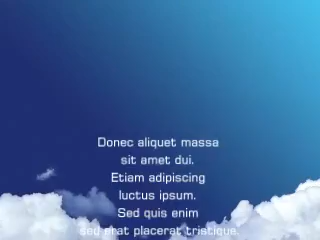 Donec aliquet massa
sit amet dui.
Etiam adipiscing
luctus ipsum.
Sed quis enim
sed erat placerat tristique.